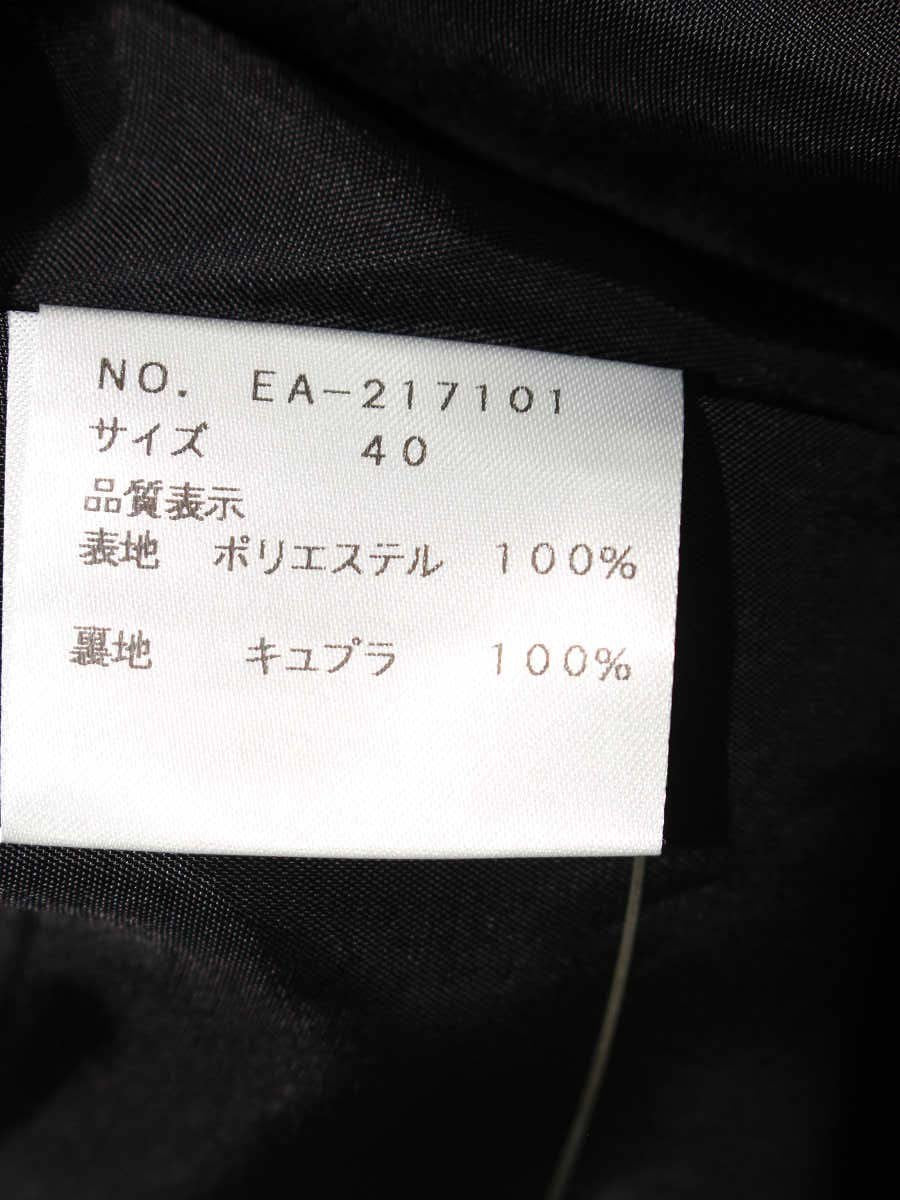 NO. EA-217101
サイズ 40
品質表示
表地 ポリエステル 100%
裏地 キュプラ 100%